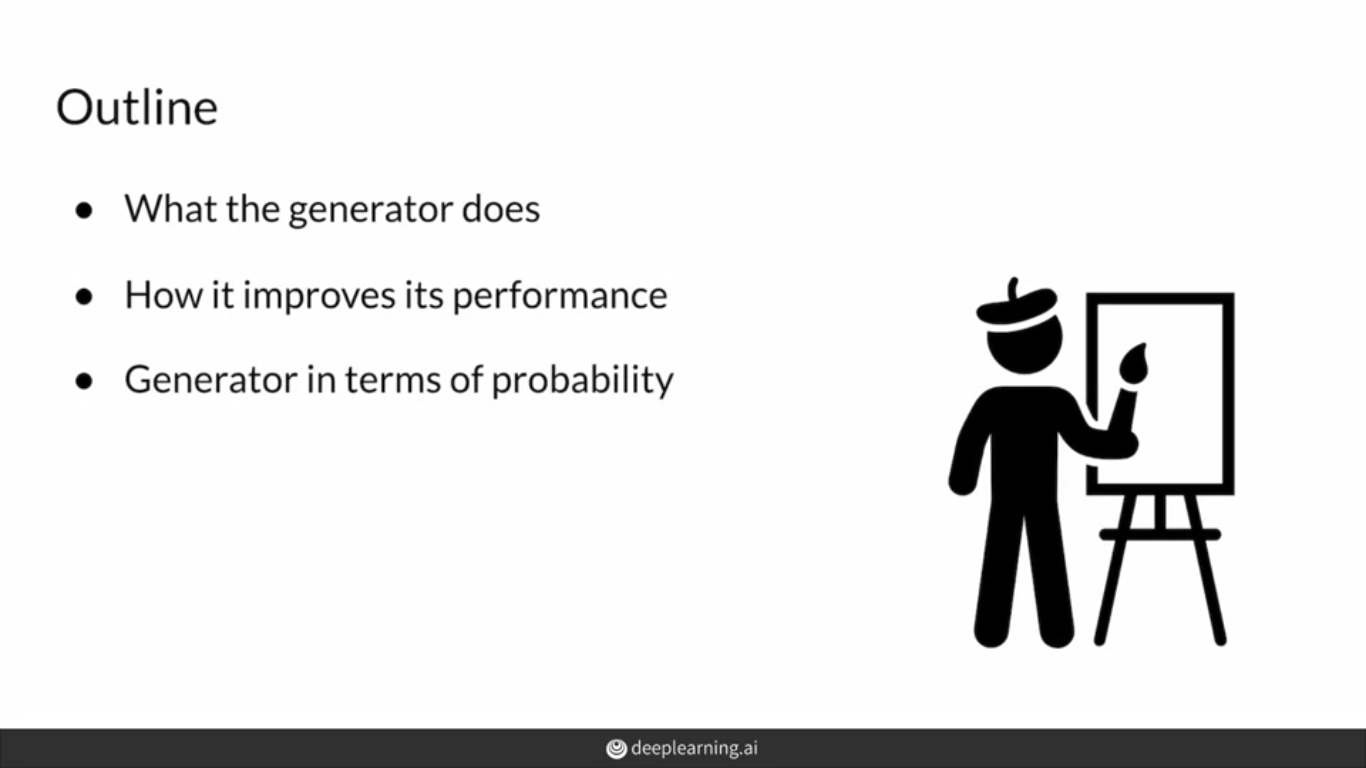 Outline
● What the generator does
● How it improves its performance
● Generator in terms of probability
deeplearning.ai